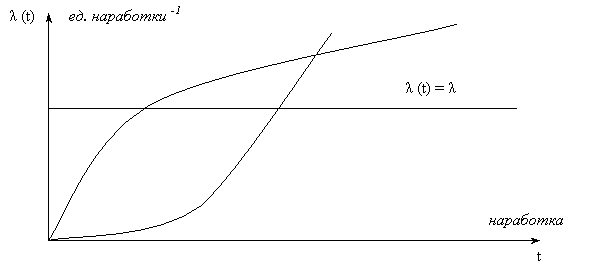 λ (t)
ед. наработки -1
λ (t) = λ
наработка
t